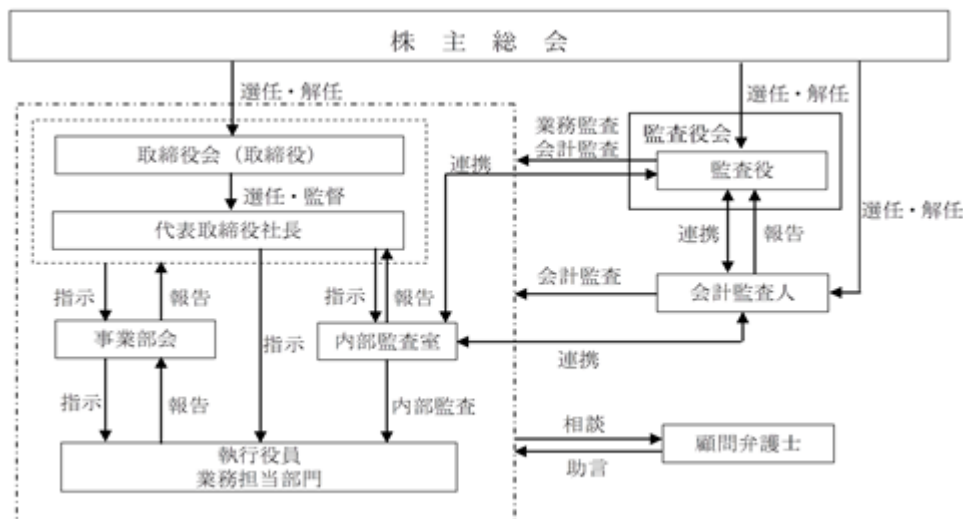 株主総会
選任・解任
選任・解任
業務監査
会計監査
監査役会
取締役会（取締役）
連携
監査役
選任・監督
選任・解任
代表取締役社長
連携
報告
指示
報告
指示
報告
会計監査
会計監査人
事業部会
指示
内部監査室
連携
指示
報告
内部監査
相談
顧問弁護士
助言
執行役員
業務担当部門